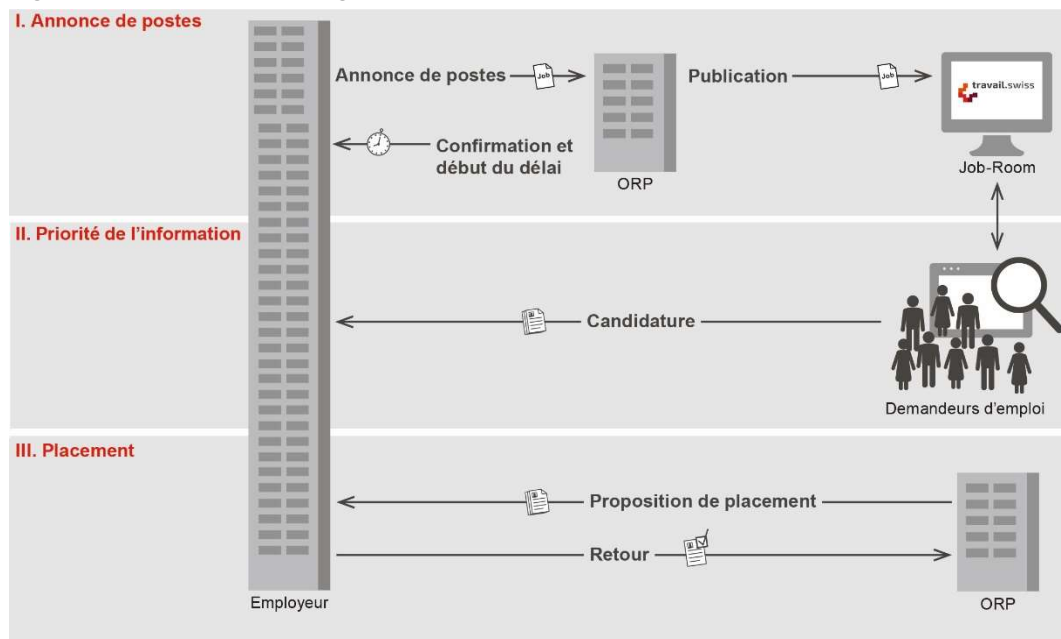 I. Annonce de postes
Annonce de postes
Job
Publication
Job
travail.swiss
Confirmation et
début du délai
ORP
Job-Room
II. Priorité de l'information
Candidature
Demandeurs d'emploi
III. Placement
Proposition de placement
Retour
Employeur
ORP